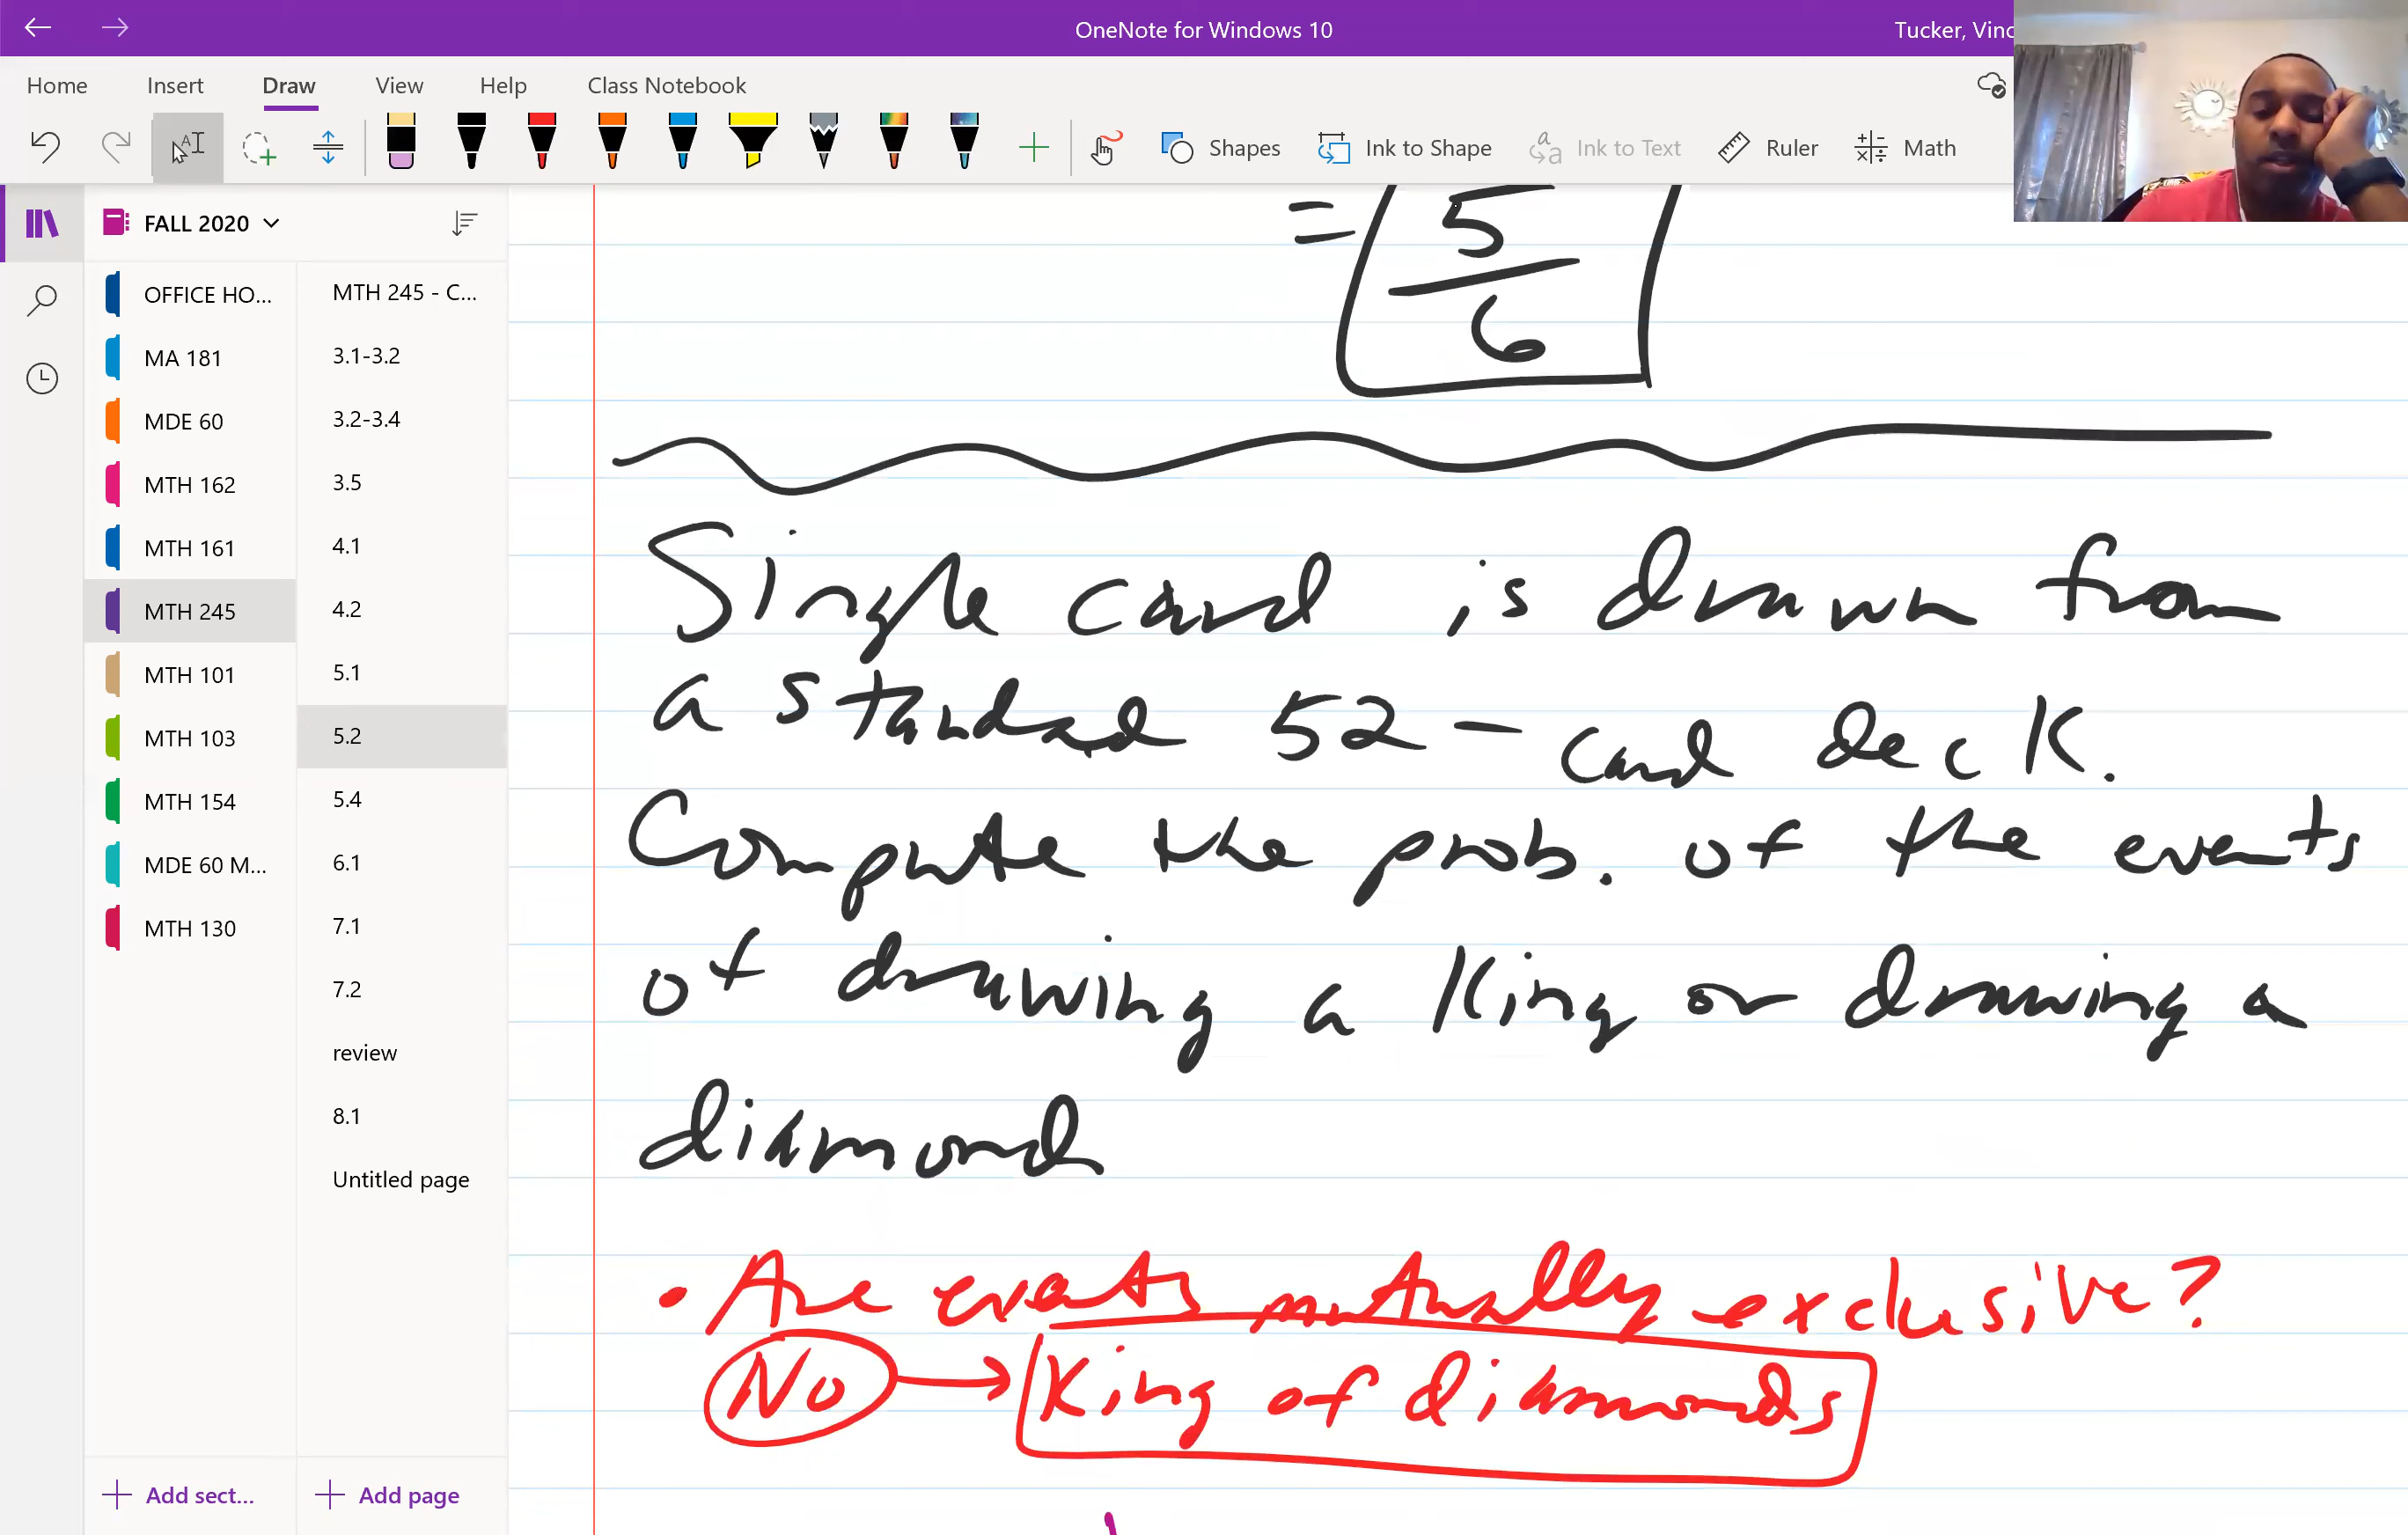 OneNote for Windows 10
Tucker, Vinc
Home Insert Draw View Help Class Notebook
Shapes Ink to Shape Ink to Text Ruler Math
FALL 2020
OFFICE HO...
MA 181
MDE 60
MTH 162
MTH 161
MTH 245
MTH 101
MTH 103
MTH 154
MDE 60 M...
MTH 130
Add sect...
MTH 245 - C...
3.1-3.2
3.2-3.4
3.5
4.1
4.2
5.1
5.2
5.4
6.1
7.1
7.2
review
8.1
Untitled page
Add page
= 5/6
Single card is drawn from
a standard 52-card deck.
Compute the prob. of the events
of drawing a King or drawing a
diamond
• Are events mutually exclusive?
No → King of diamonds